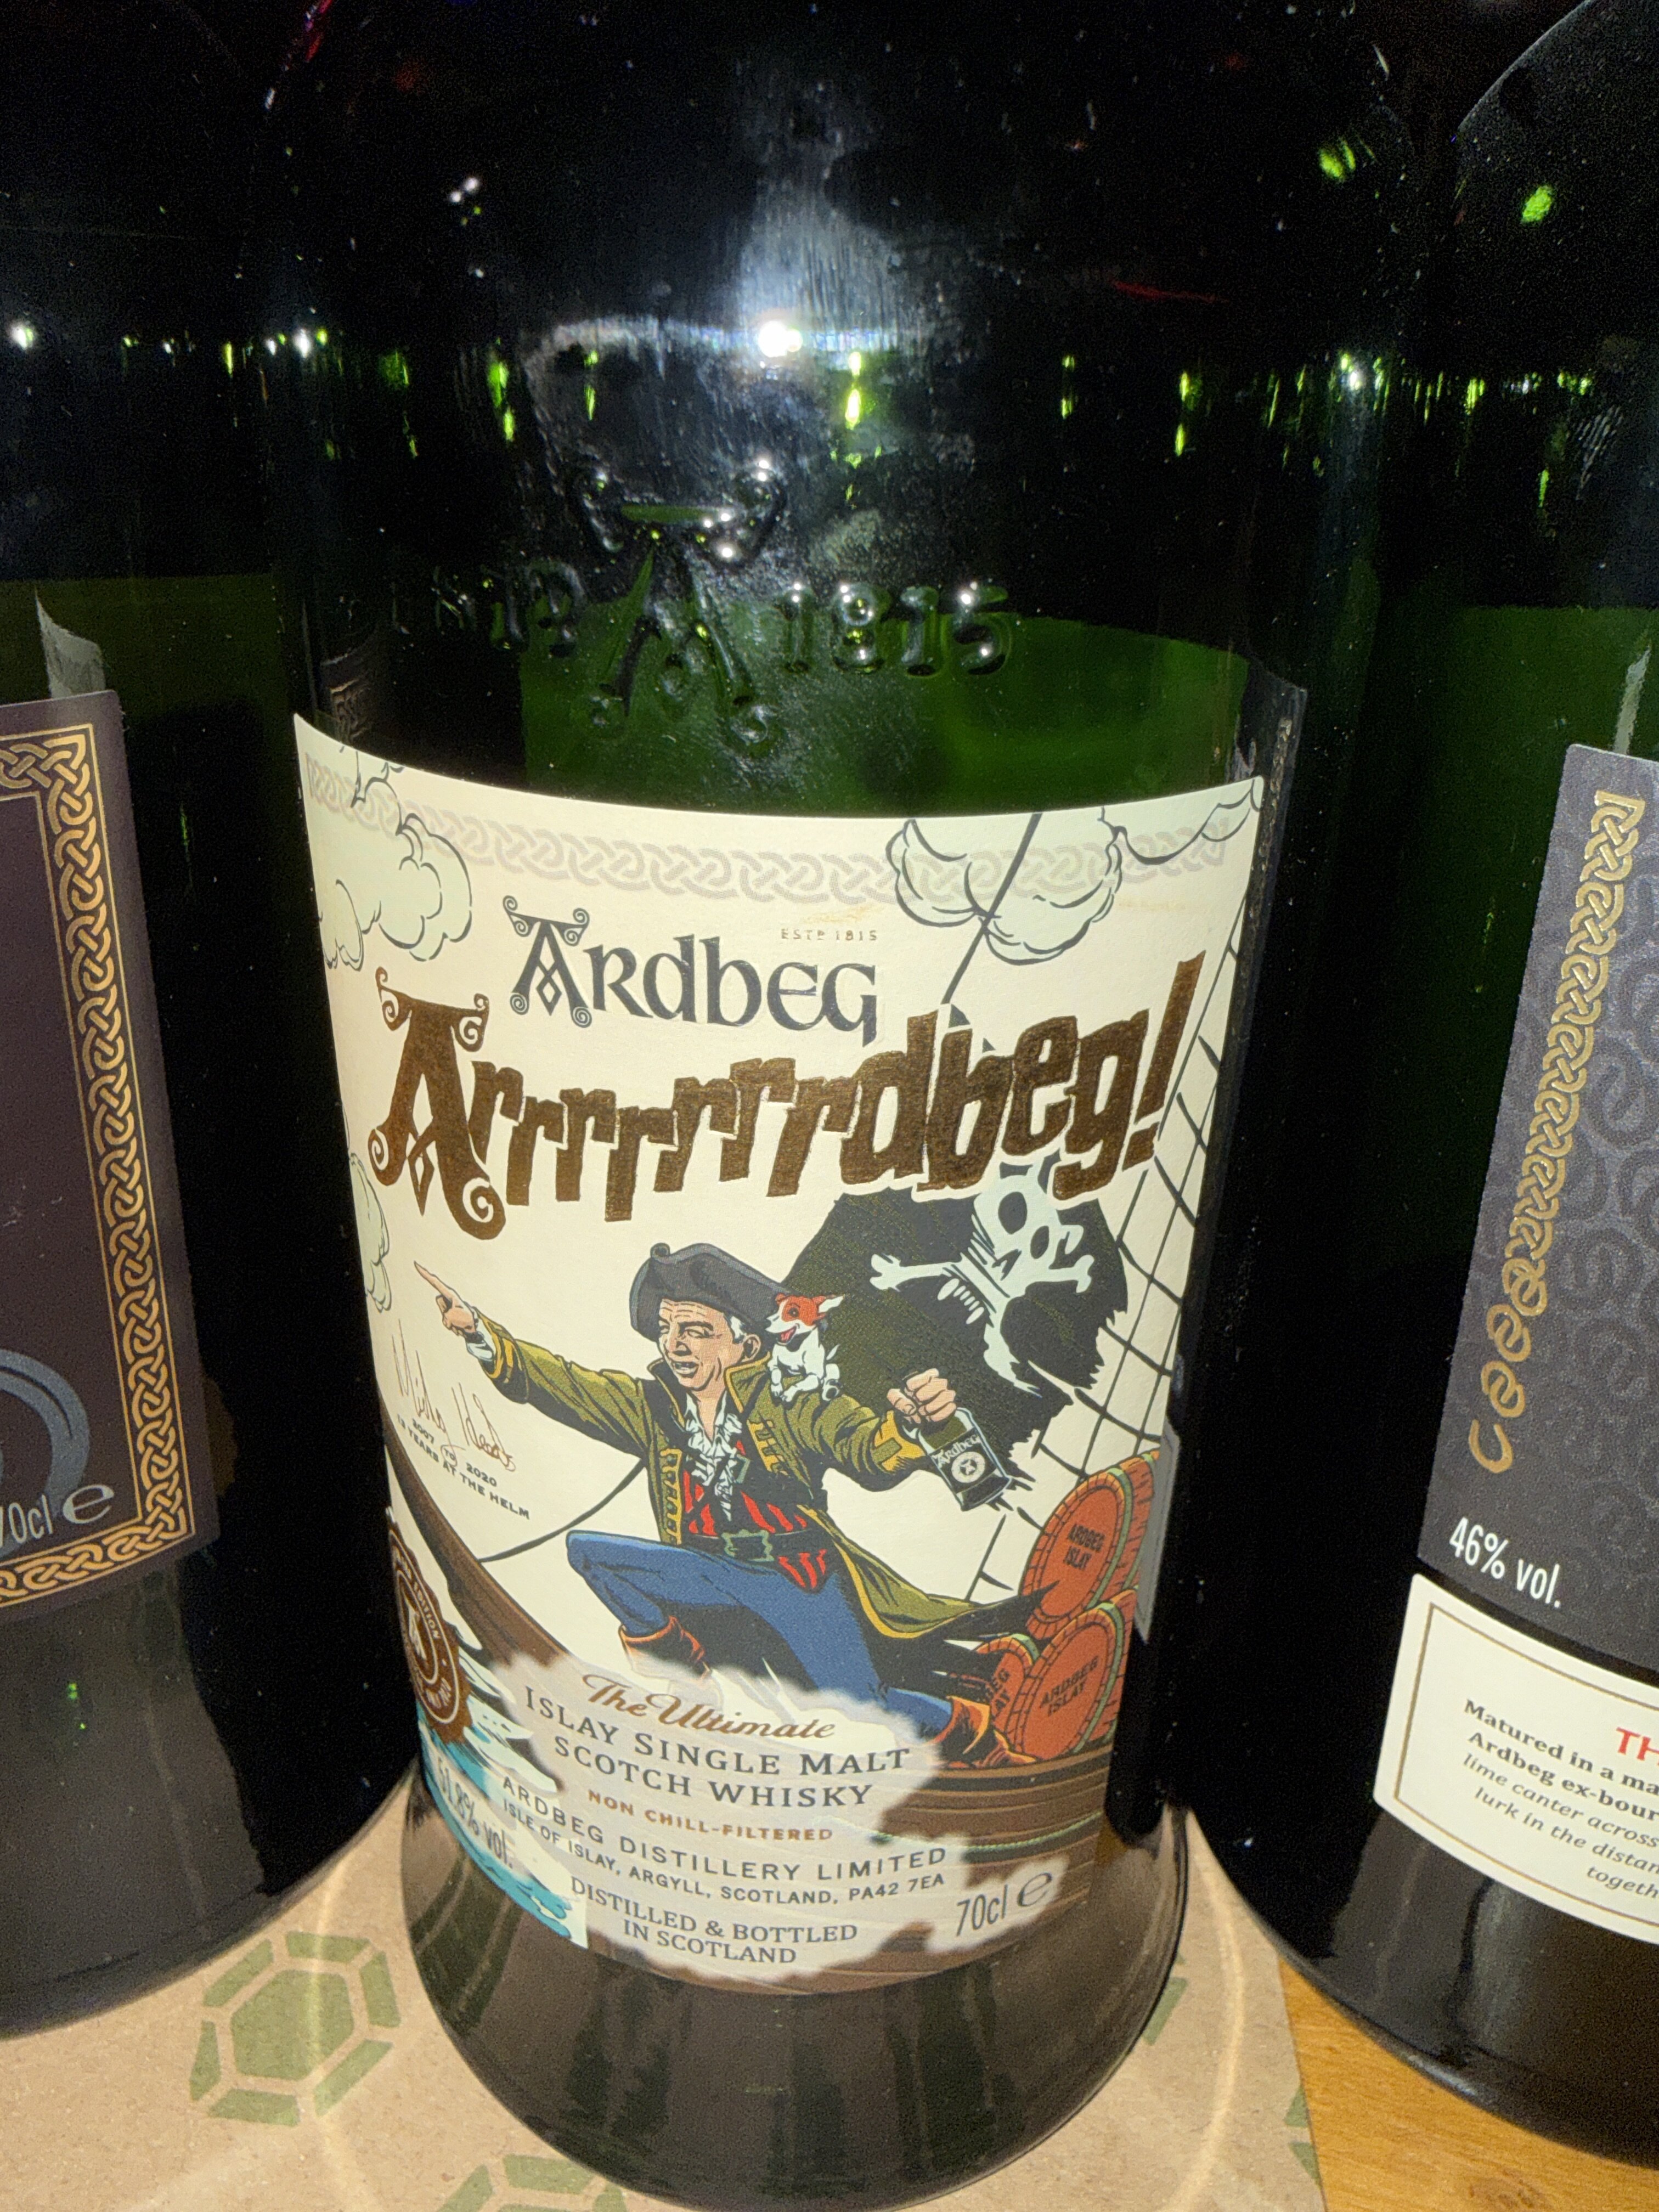 ESTD 1815
ARDBEG
ESTD 1815
Arrrrrrrdbeg!
2007 TO 2020
13 YEARS AT THE HELM
ARDBEG
ARDBEG
ISLAY
ARDBEG
ISLAY
The Ultimate
ISLAY SINGLE MALT
SCOTCH WHISKY
NON CHILL-FILTERED
51.8% vol.
ARDBEG DISTILLERY LIMITED
ISLE OF ISLAY, ARGYLL, SCOTLAND, PA42 7EA
DISTILLED & BOTTLED
IN SCOTLAND
70cl e
70cl e
46% vol.
TH
Matured in a ma
Ardbeg ex-bour
lime canter across
lurk in the distan
togeth